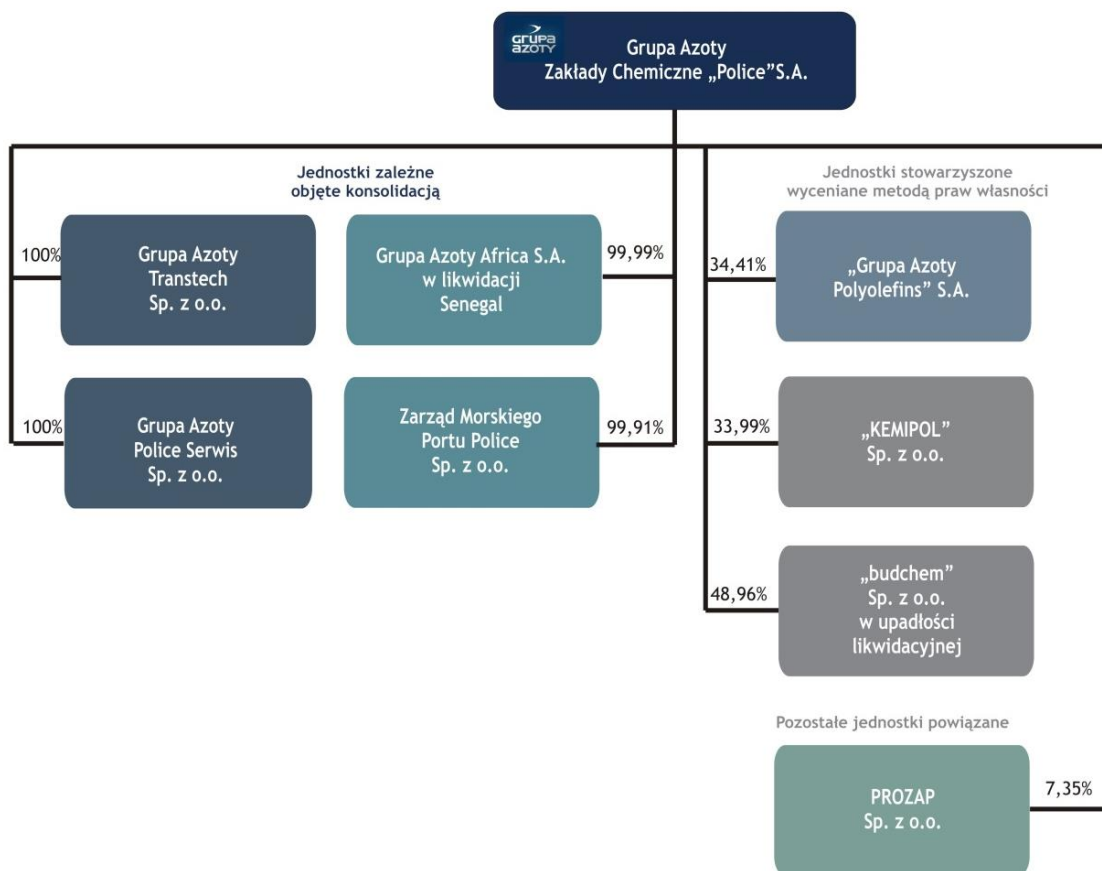 GRUPA
AZOTY
Grupa Azoty
Zakłady Chemiczne „Police”S.A.
Jednostki zależne
objęte konsolidacją
Jednostki stowarzyszone
wyceniane metodą praw własności
100%
Grupa Azoty
Transtech
Sp. z o.o.
Grupa Azoty Africa S.A.
w likwidacji
Senegal
99,99%
34,41%
„Grupa Azoty
Polyolefins” S.A.
100%
Grupa Azoty
Police Serwis
Sp. z o.o.
Zarząd Morskiego
Portu Police
Sp. z o.o.
99,91%
33,99%
„KEMIPOL”
Sp. z o.o.
48,96%
„budchem”
Sp. z o.o.
w upadłości
likwidacyjnej
Pozostałe jednostki powiązane
PROZAP
Sp. z o.o.
7,35%